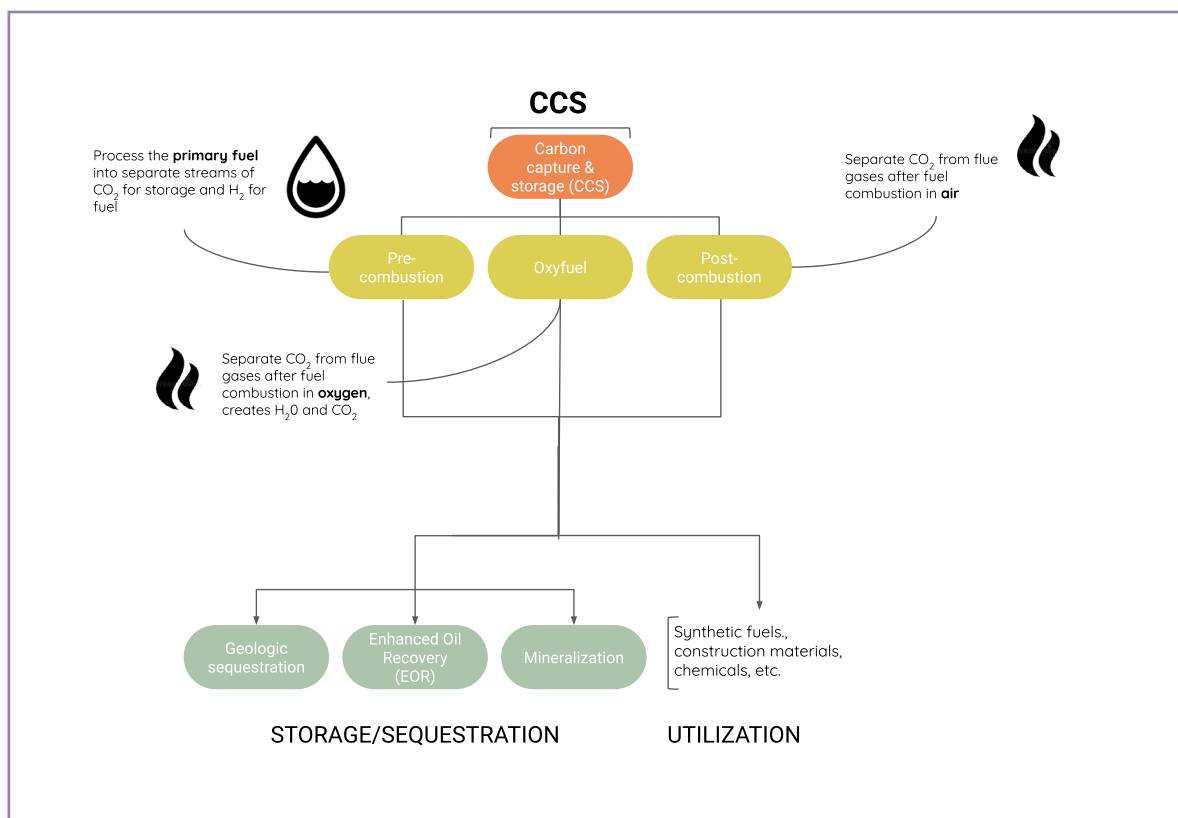 CCS
Carbon
capture &
storage (CCS)
Process the primary fuel
into separate streams of
CO2 for storage and H2 for
fuel
Separate CO2 from flue
gases after fuel
combustion in air
Pre-
combustion
Oxyfuel
Post-
combustion
Separate CO2 from flue
gases after fuel
combustion in oxygen,
creates H20 and CO2
Geologic
sequestration
Enhanced Oil
Recovery
(EOR)
Mineralization
Synthetic fuels.,
construction materials,
chemicals, etc.
STORAGE/SEQUESTRATION
UTILIZATION